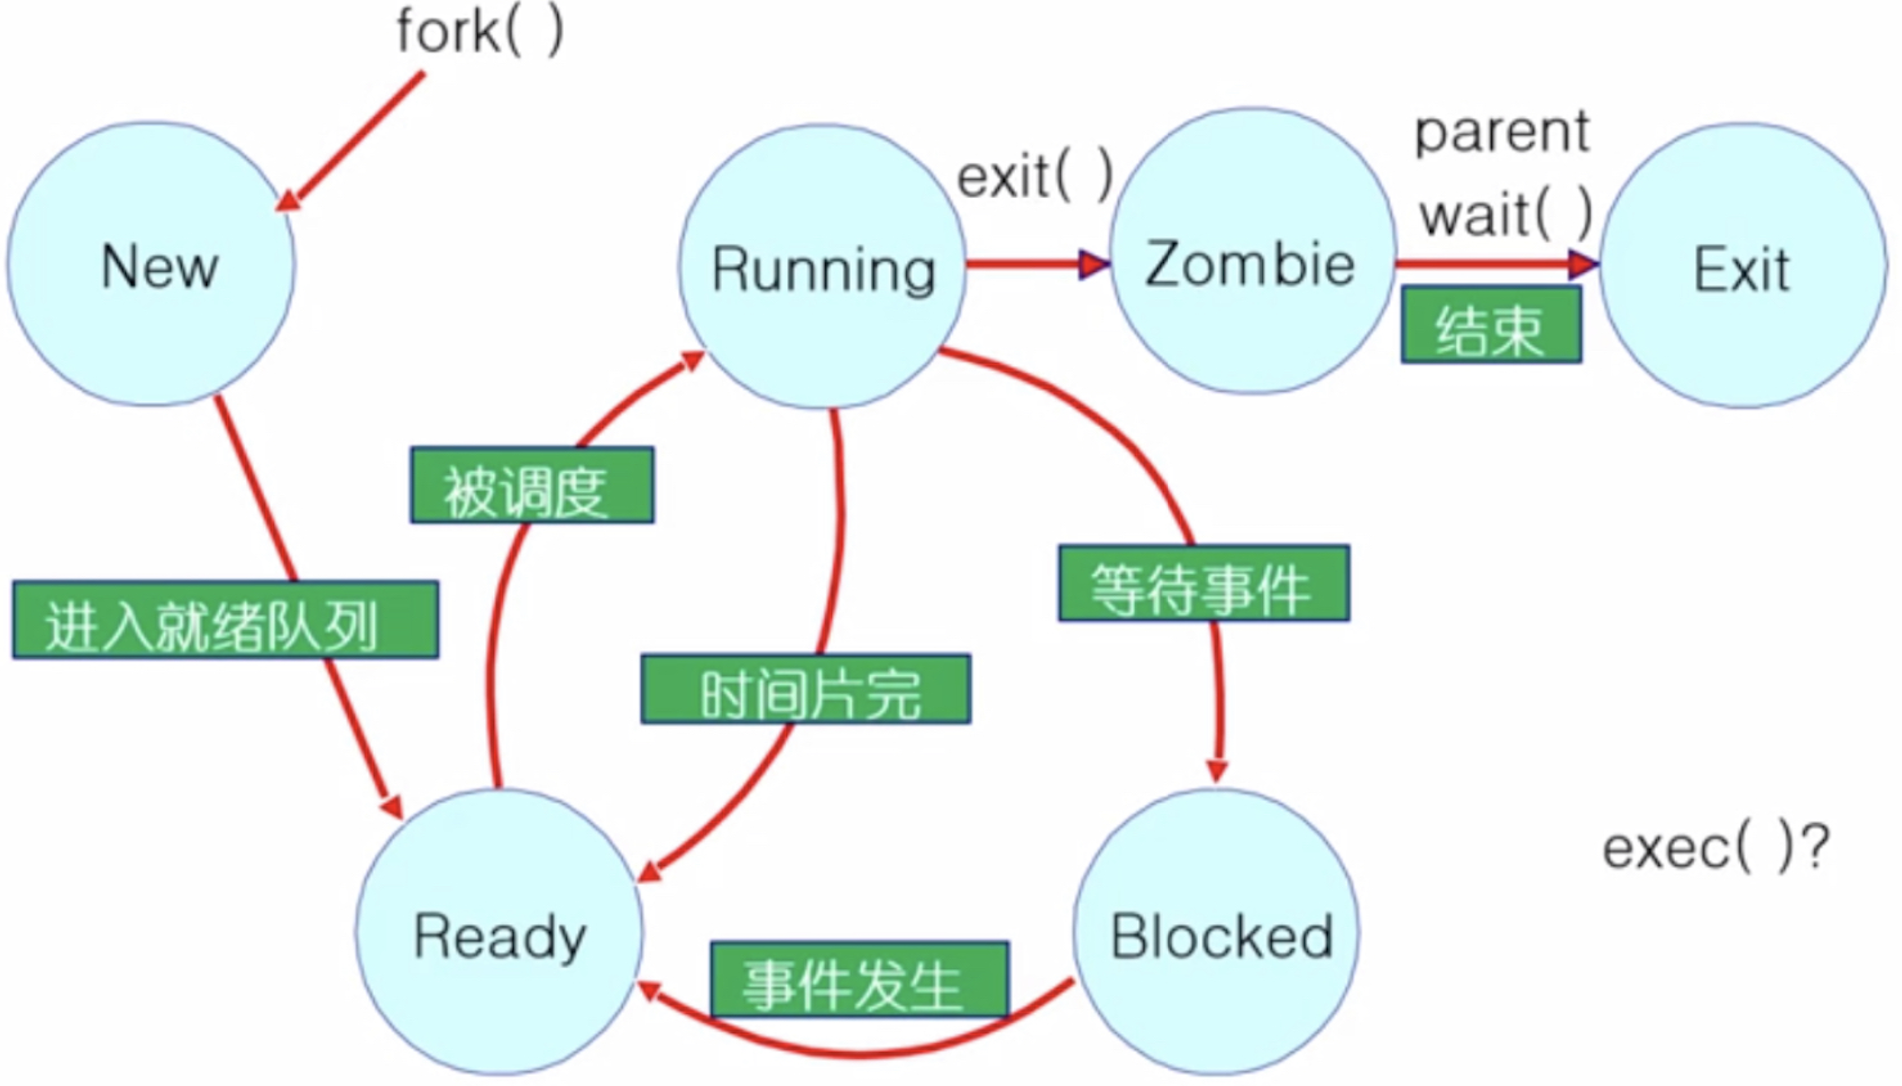 fork( )
New
Running
exit( )
Zombie
parent
wait( )
结束
Exit
被调度
进入就绪队列
时间片完
等待事件
Ready
事件发生
Blocked
exec( )?